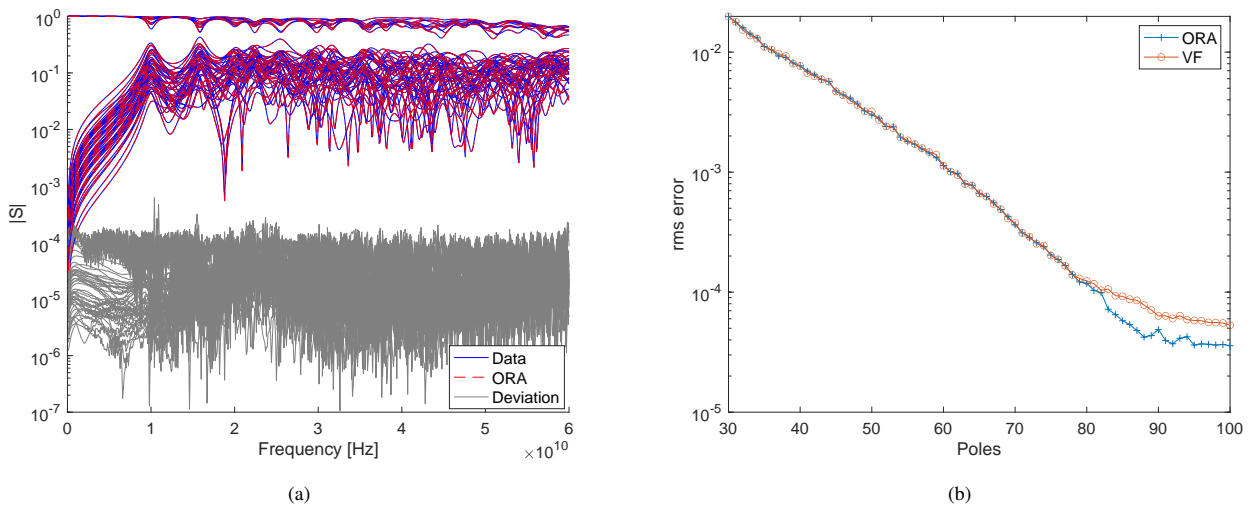 |S|
10^0
10^-1
10^-2
10^-3
10^-4
10^-5
10^-6
10^-7
0 1 2 3 4 5 6
Frequency [Hz]
×10^10
Data
ORA
Deviation
(a)
rms error
10^-2
10^-3
10^-4
10^-5
30 40 50 60 70 80 90 100
Poles
ORA
VF
(b)